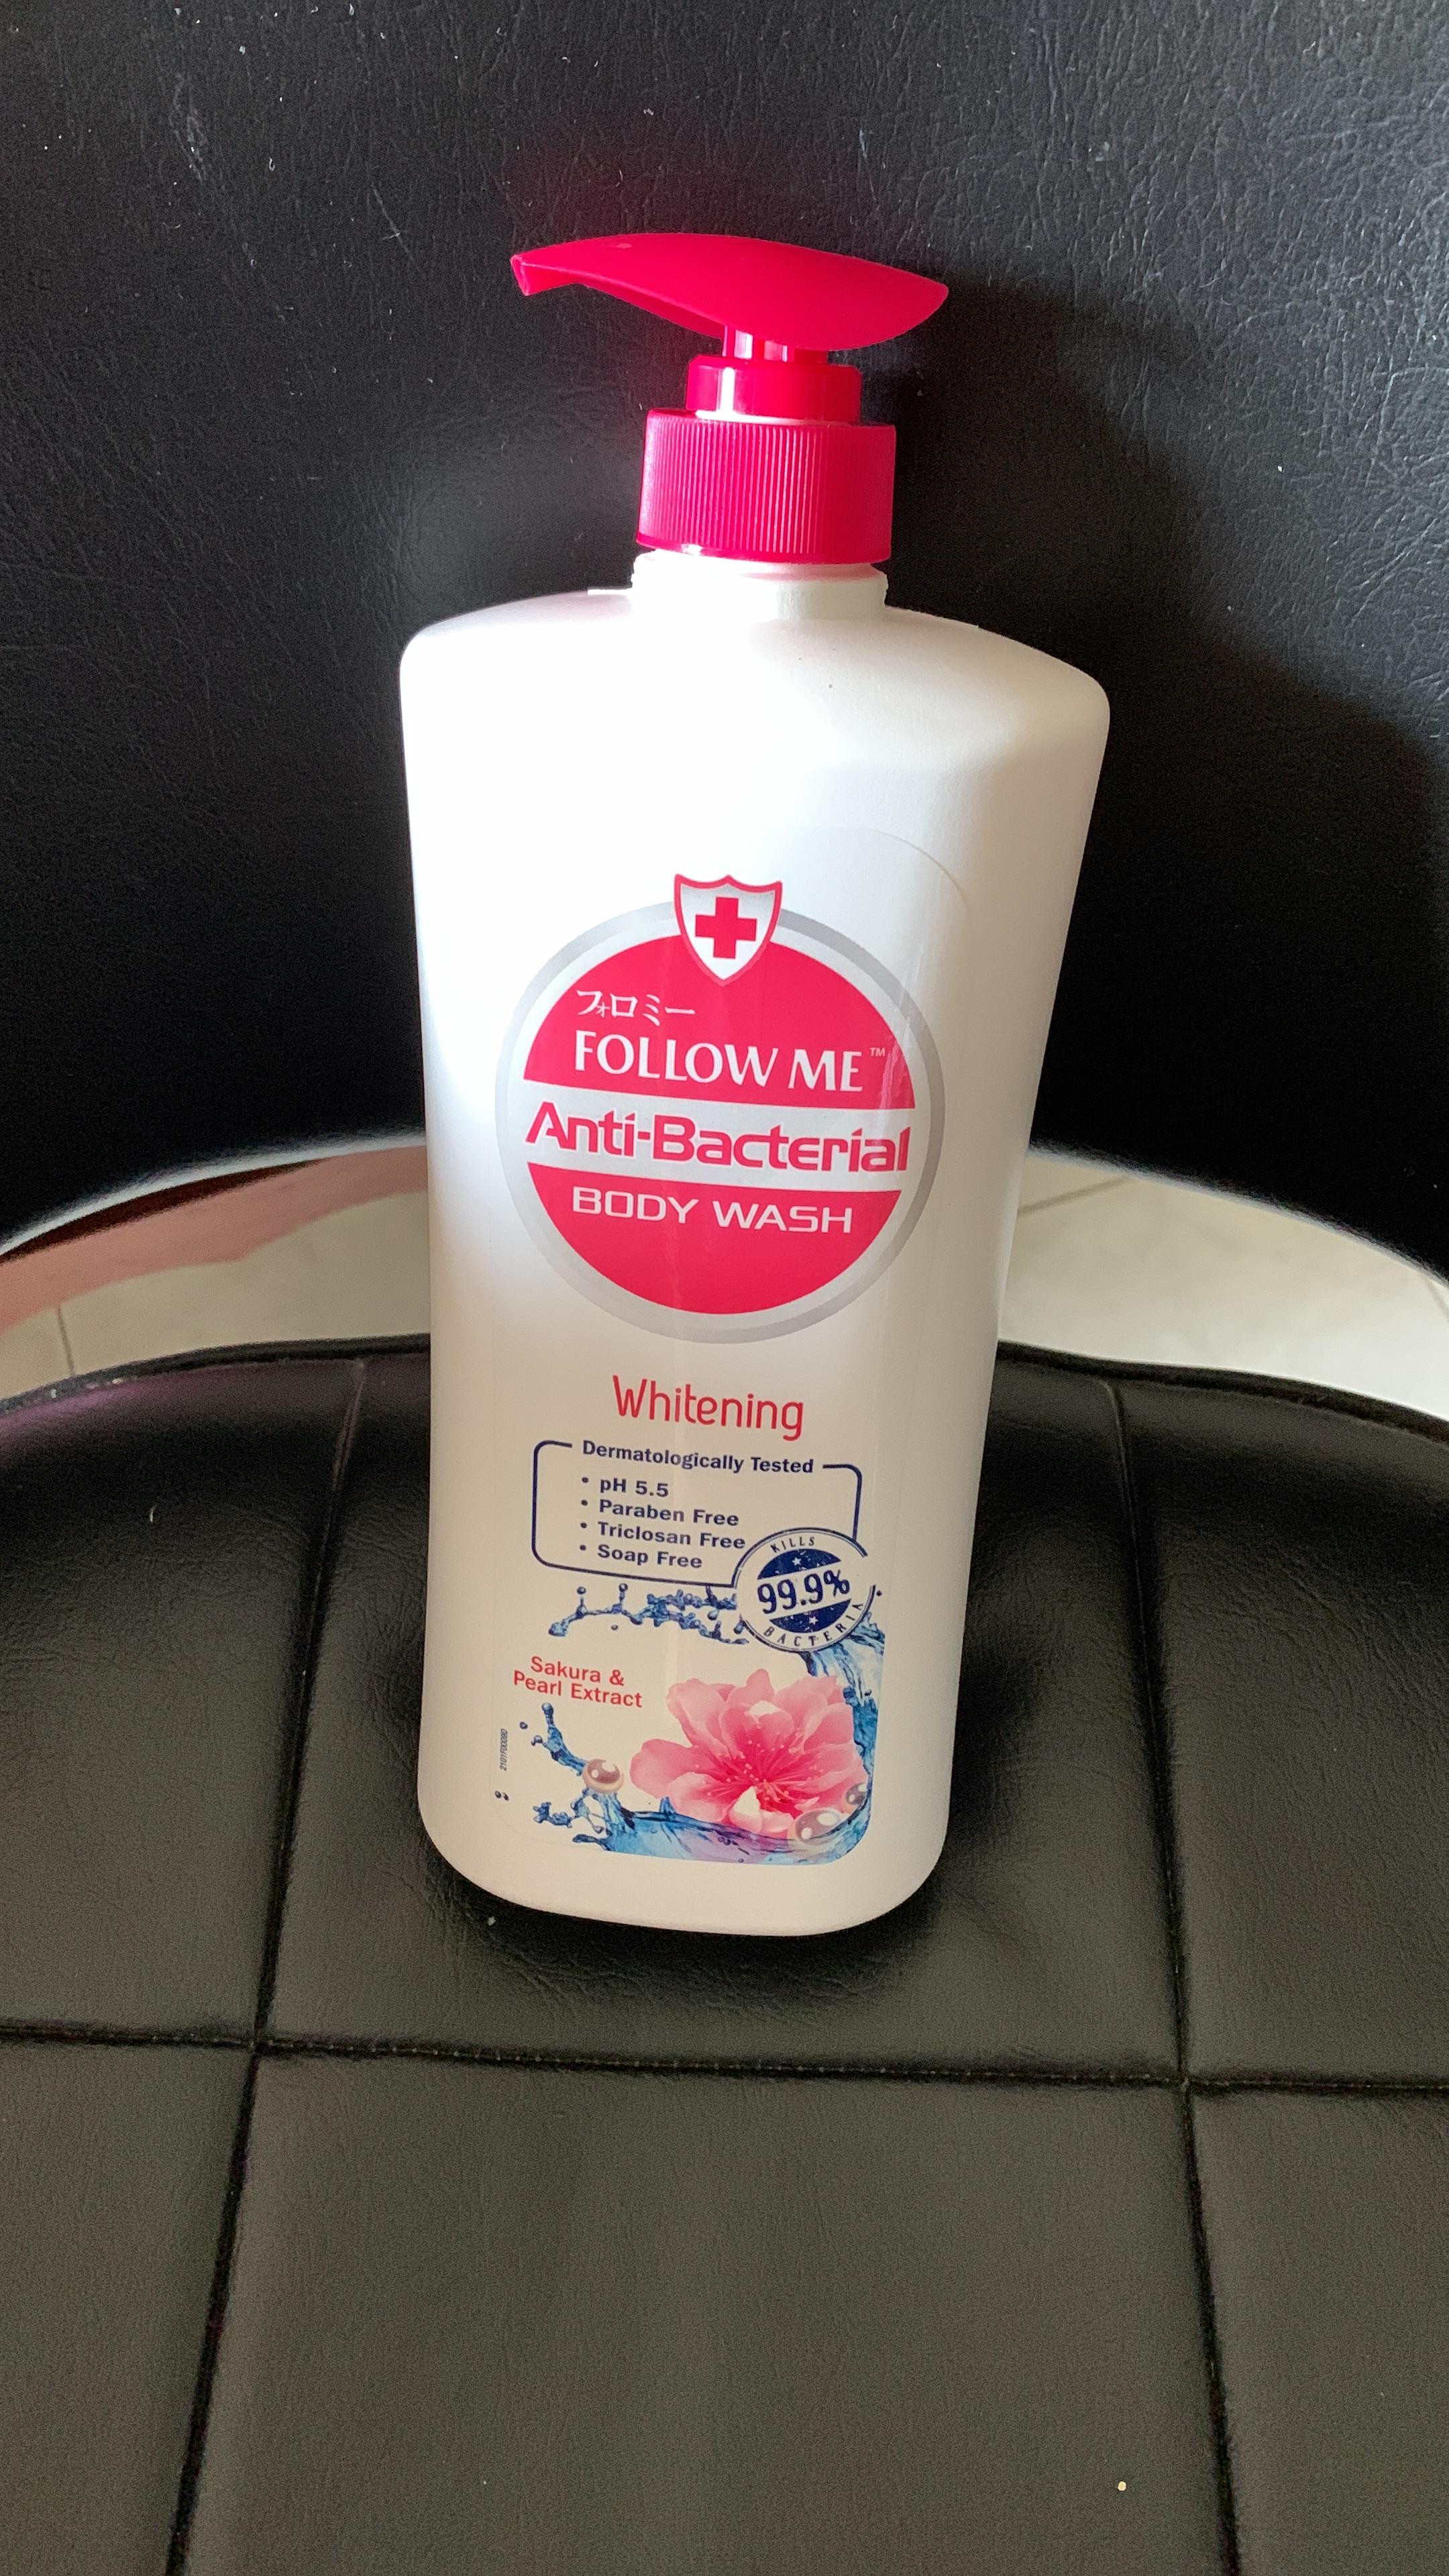 フォロミー
FOLLOW ME™
Anti-Bacterial
BODY WASH
Whitening
Dermatologically Tested
• pH 5.5
• Paraben Free
• Triclosan Free
• Soap Free
KILLS
99.9%
BACTERIA
Sakura &
Pearl Extract